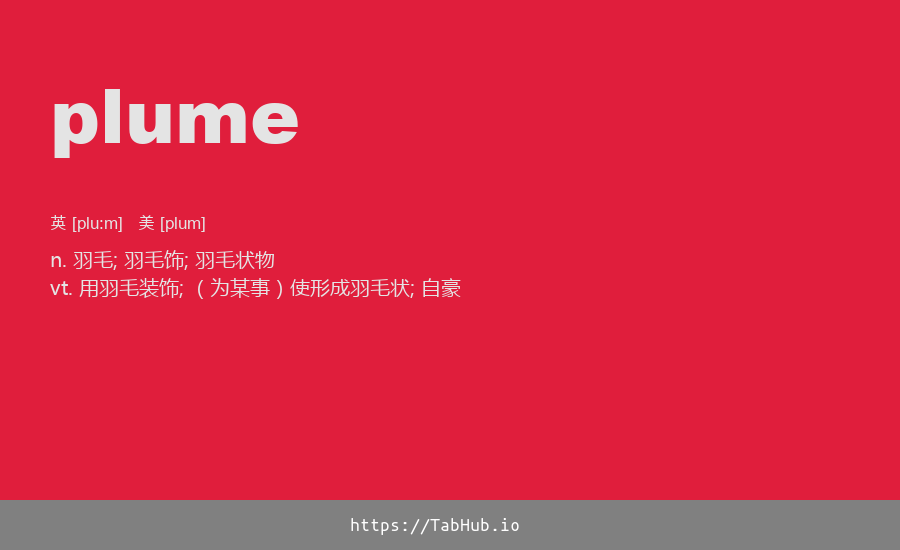 plume
英 [pluːm] 美 [plum]
n. 羽毛; 羽毛饰; 羽毛状物
vt. 用羽毛装饰; （为某事）使形成羽毛状; 自豪
https://TabHub.io